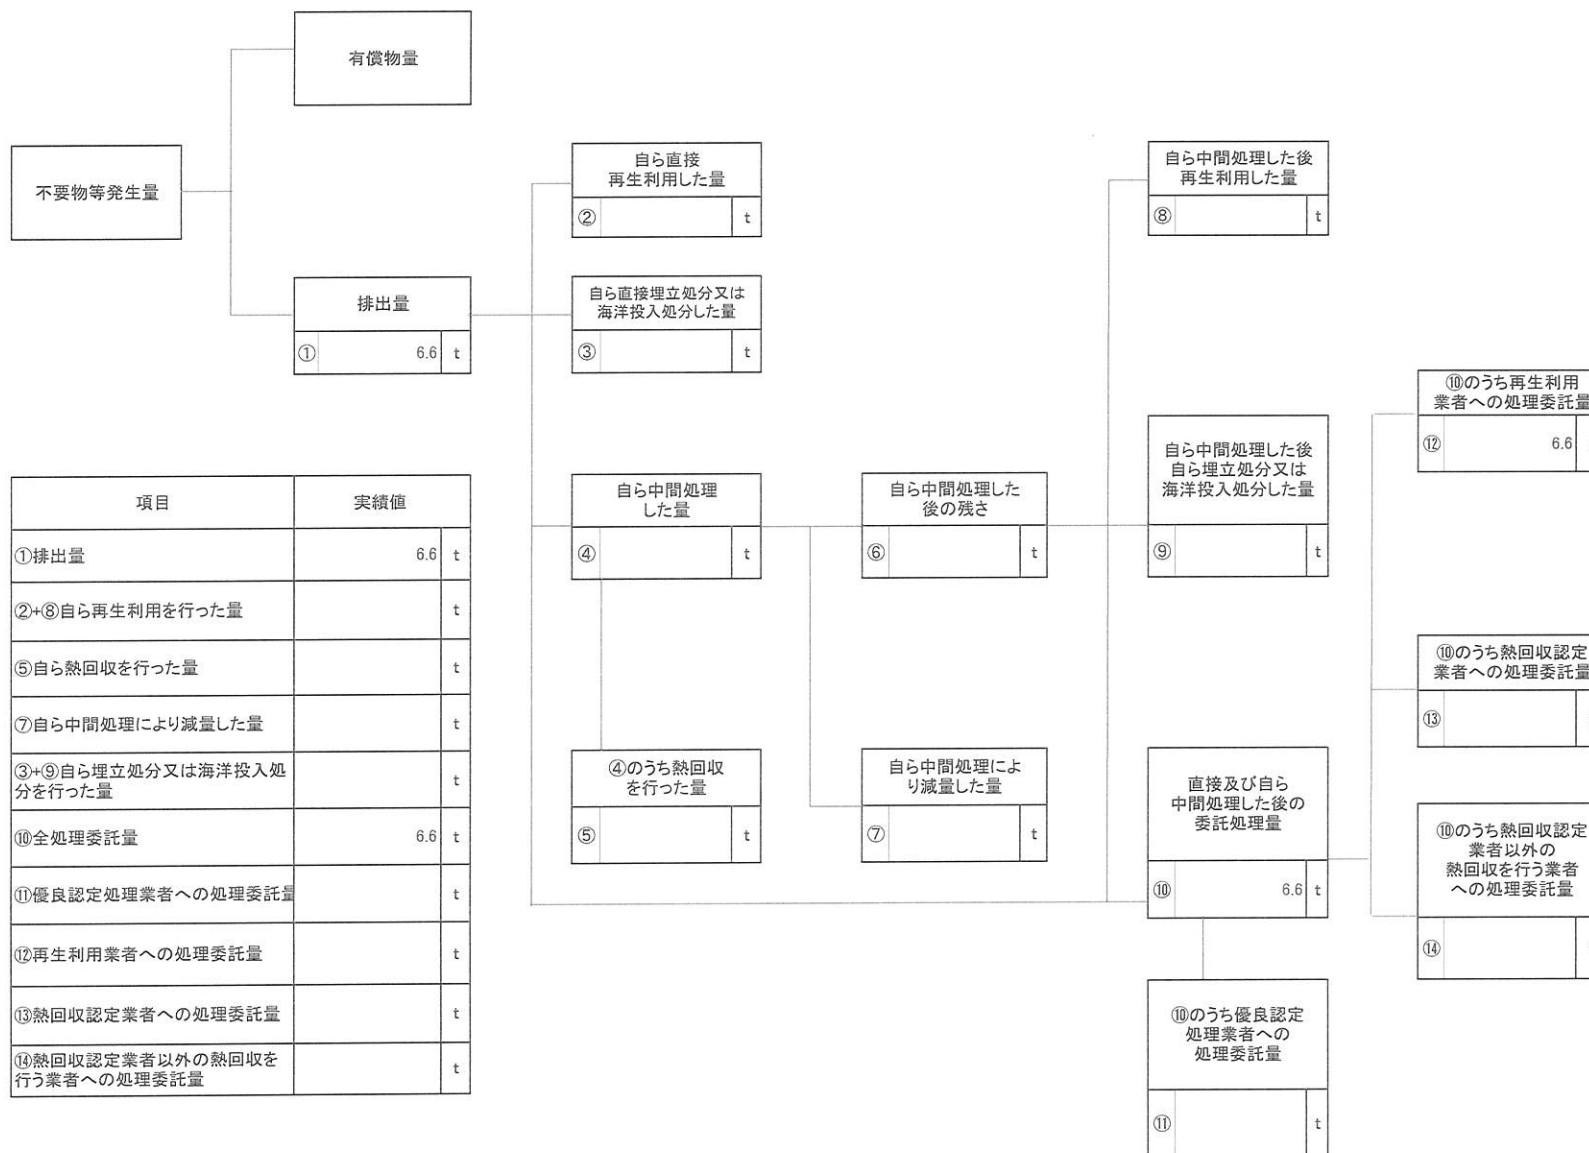 有償物量
不要物等発生量
排出量
① 6.6 t
自ら直接
再生利用した量
② t
自ら直接埋立処分又は
海洋投入処分した量
③ t
自ら中間処理
した量
④ t
④のうち熱回収
を行った量
⑤ t
自ら中間処理した
後の残さ
⑥ t
自ら中間処理によ
り減量した量
⑦ t
自ら中間処理した後
再生利用した量
⑧ t
自ら中間処理した後
自ら埋立処分又は
海洋投入処分した量
⑨ t
直接及び自ら
中間処理した後の
委託処理量
⑩ 6.6 t
⑩のうち優良認定
処理業者への
処理委託量
⑪ t
⑩のうち再生利用
業者への処理委託量
⑫ 6.6
⑩のうち熱回収認定
業者への処理委託量
⑬
⑩のうち熱回収認定
業者以外の
熱回収を行う業者
への処理委託量
⑭
項目 実績値
①排出量 6.6 t
②+⑧自ら再生利用を行った量 t
⑤自ら熱回収を行った量 t
⑦自ら中間処理により減量した量 t
③+⑨自ら埋立処分又は海洋投入処
分を行った量 t
⑩全処理委託量 6.6 t
⑪優良認定処理業者への処理委託量 t
⑫再生利用業者への処理委託量 t
⑬熱回収認定業者への処理委託量 t
⑭熱回収認定業者以外の熱回収を
行う業者への処理委託量 t